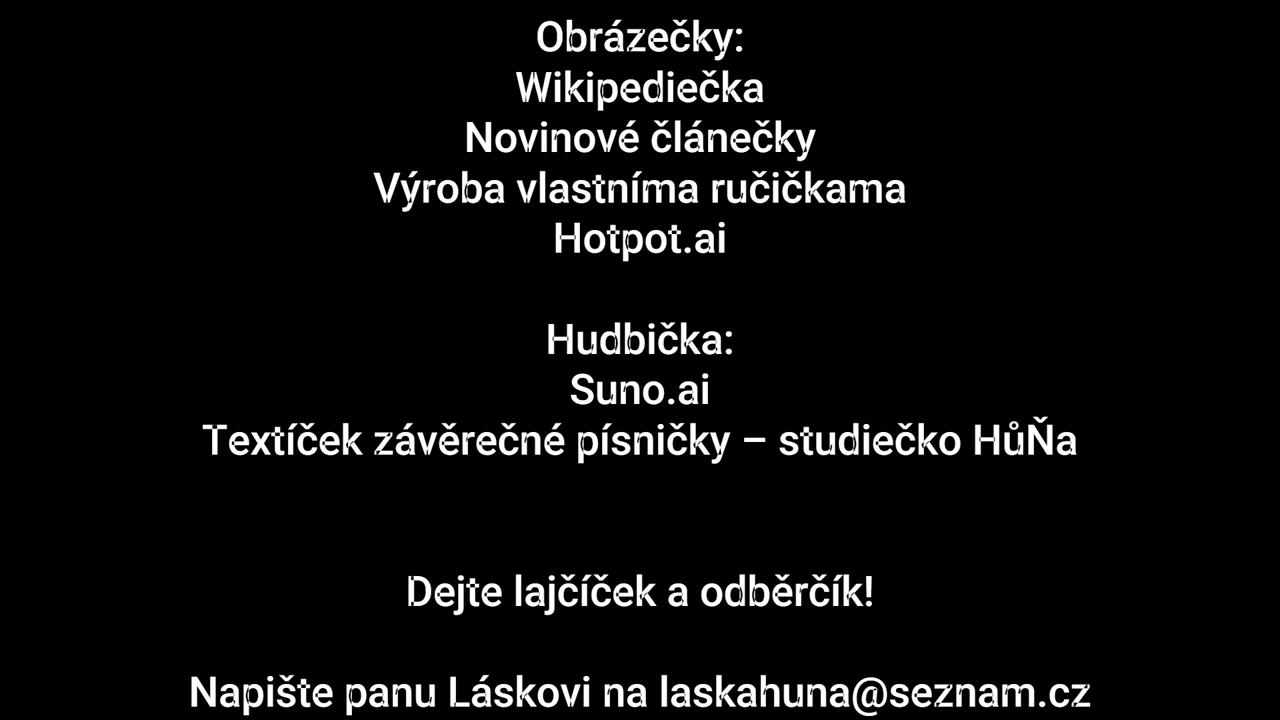 Obrázečky:
Wikipediečka
Novinové článečky
Výroba vlastníma ručičkama
Hotpot.ai
Hudbička:
Suno.ai
Textíček závěrečné písničky – studiečko HůŇa
Dejte lajčíček a odběrčík!
Napište panu Láskovi na laskahuna@seznam.cz